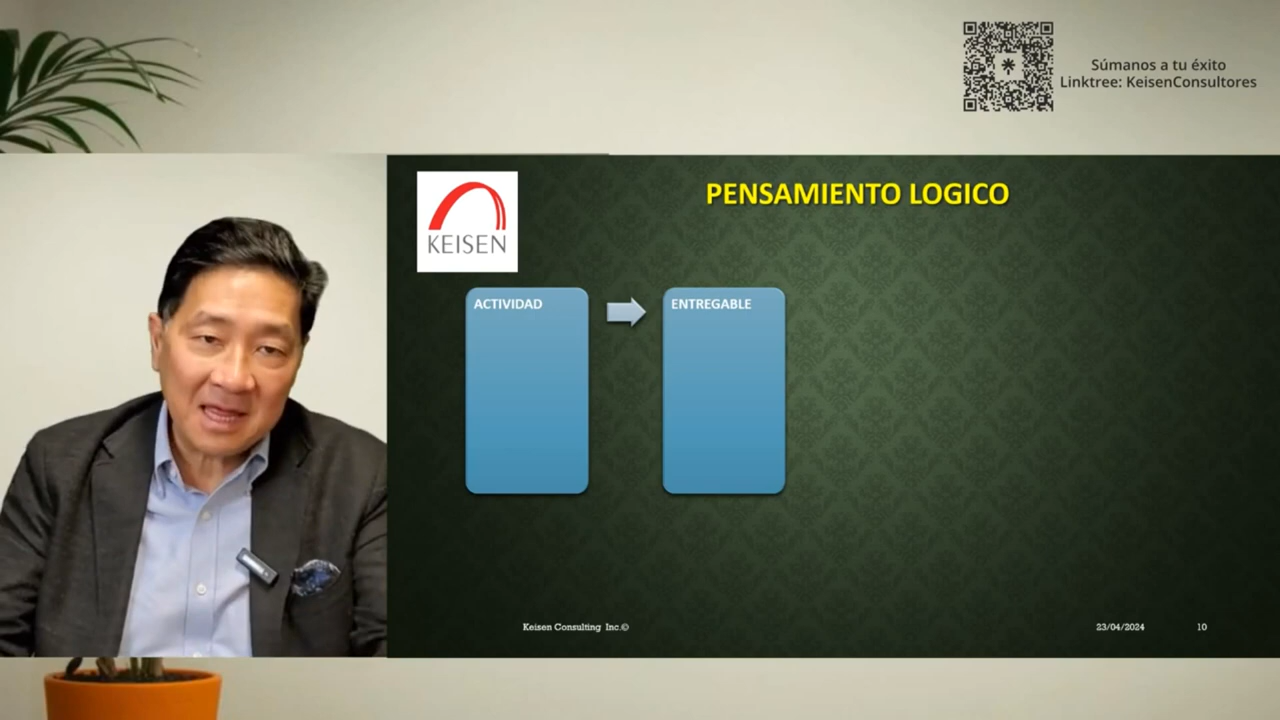 Súmanos a tu éxito
Linktree: KeisenConsultores
KEISEN
PENSAMIENTO LOGICO
ACTIVIDAD
ENTREGABLE
Keisen Consulting Inc.©
23/04/2024
10